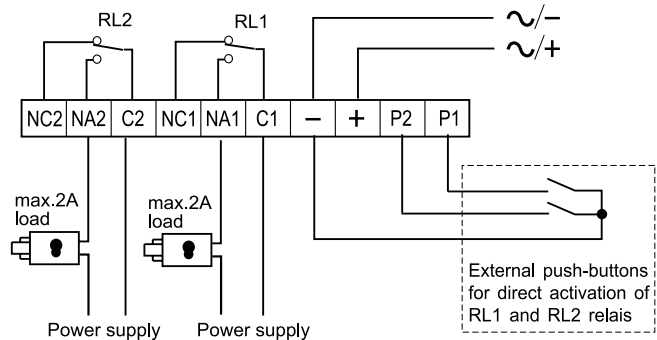 RL2
RL1
~/–
~/+
NC2 NA2 C2 NC1 NA1 C1 – + P2 P1
max.2A
load
max.2A
load
External push-buttons
for direct activation of
RL1 and RL2 relais
Power supply
Power supply